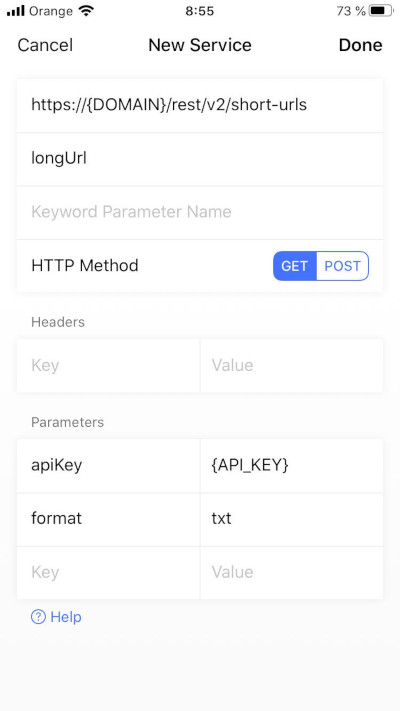 Orange 8:55 73 %
Cancel New Service Done
https://{DOMAIN}/rest/v2/short-urls
longUrl
Keyword Parameter Name
HTTP Method GET POST
Headers
Key Value
Parameters
apiKey {API_KEY}
format txt
Key Value
? Help